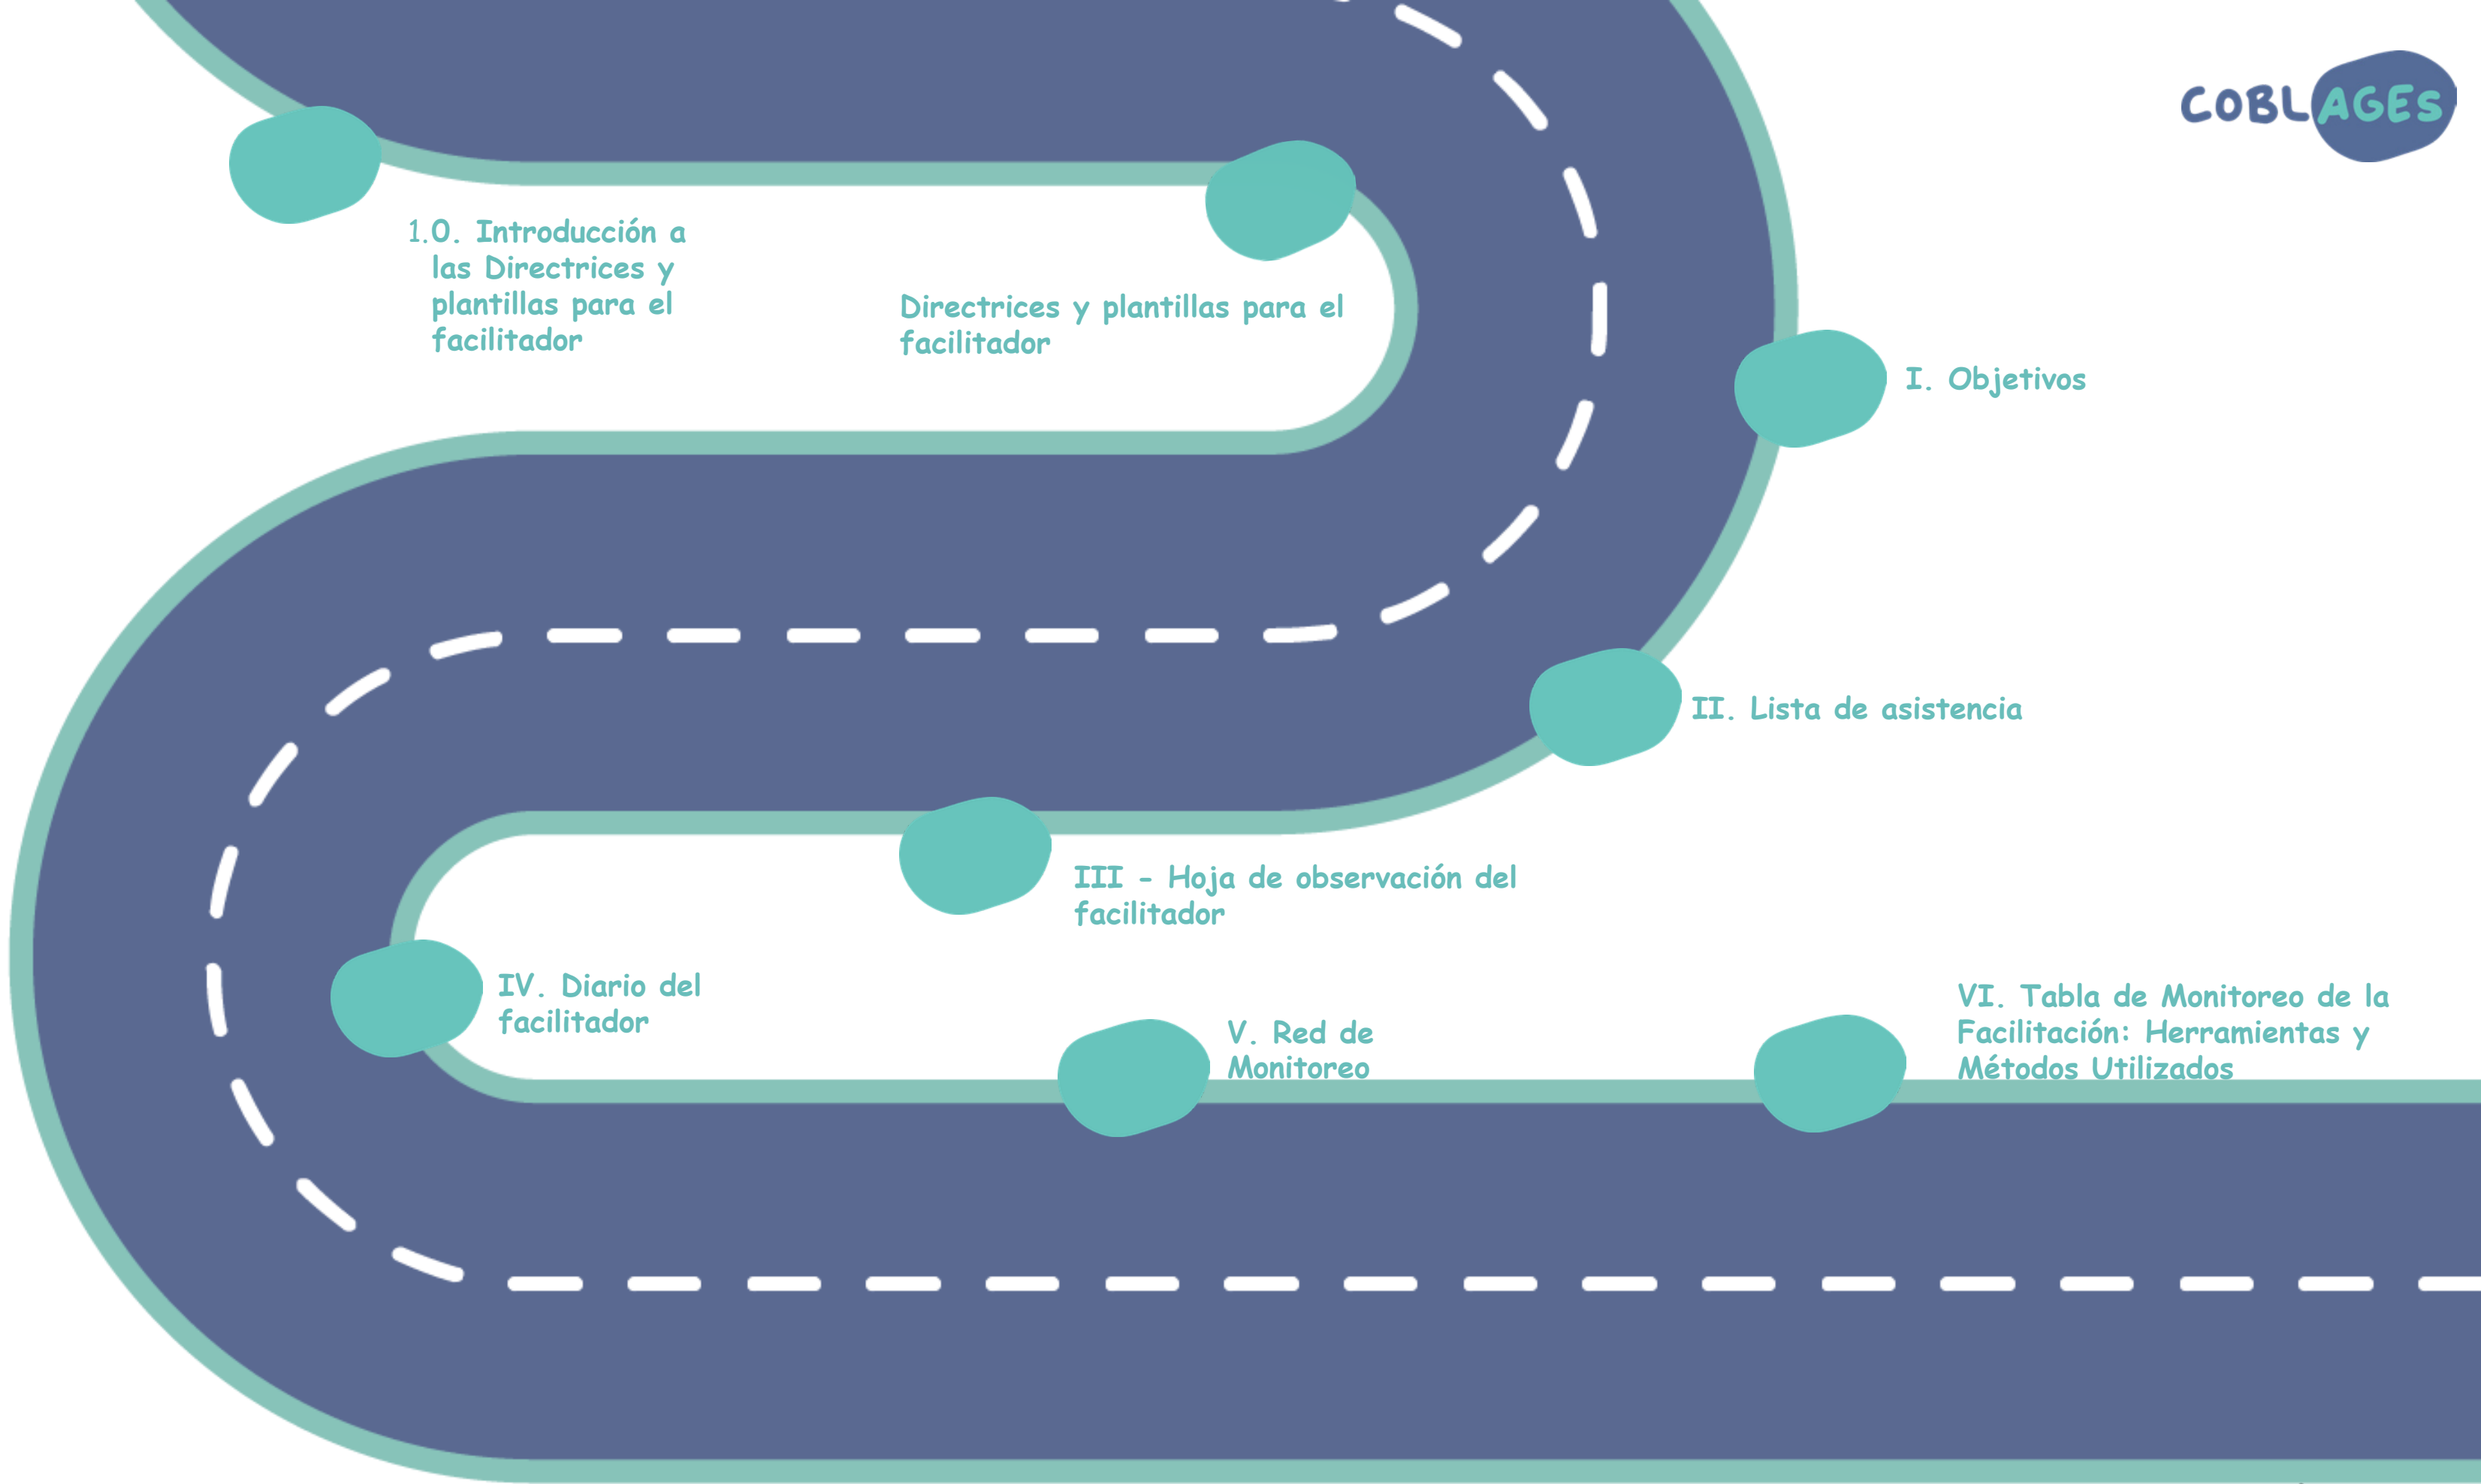 COBLAGES
1.0. Introducción a
las Directrices y
plantillas para el
facilitador
Directrices y plantillas para el
facilitador
I. Objetivos
II. Lista de asistencia
III - Hoja de observación del
facilitador
IV. Diario del
facilitador
V. Red de
Monitoreo
VI. Tabla de Monitoreo de la
Facilitación: Herramientas y
Métodos Utilizados